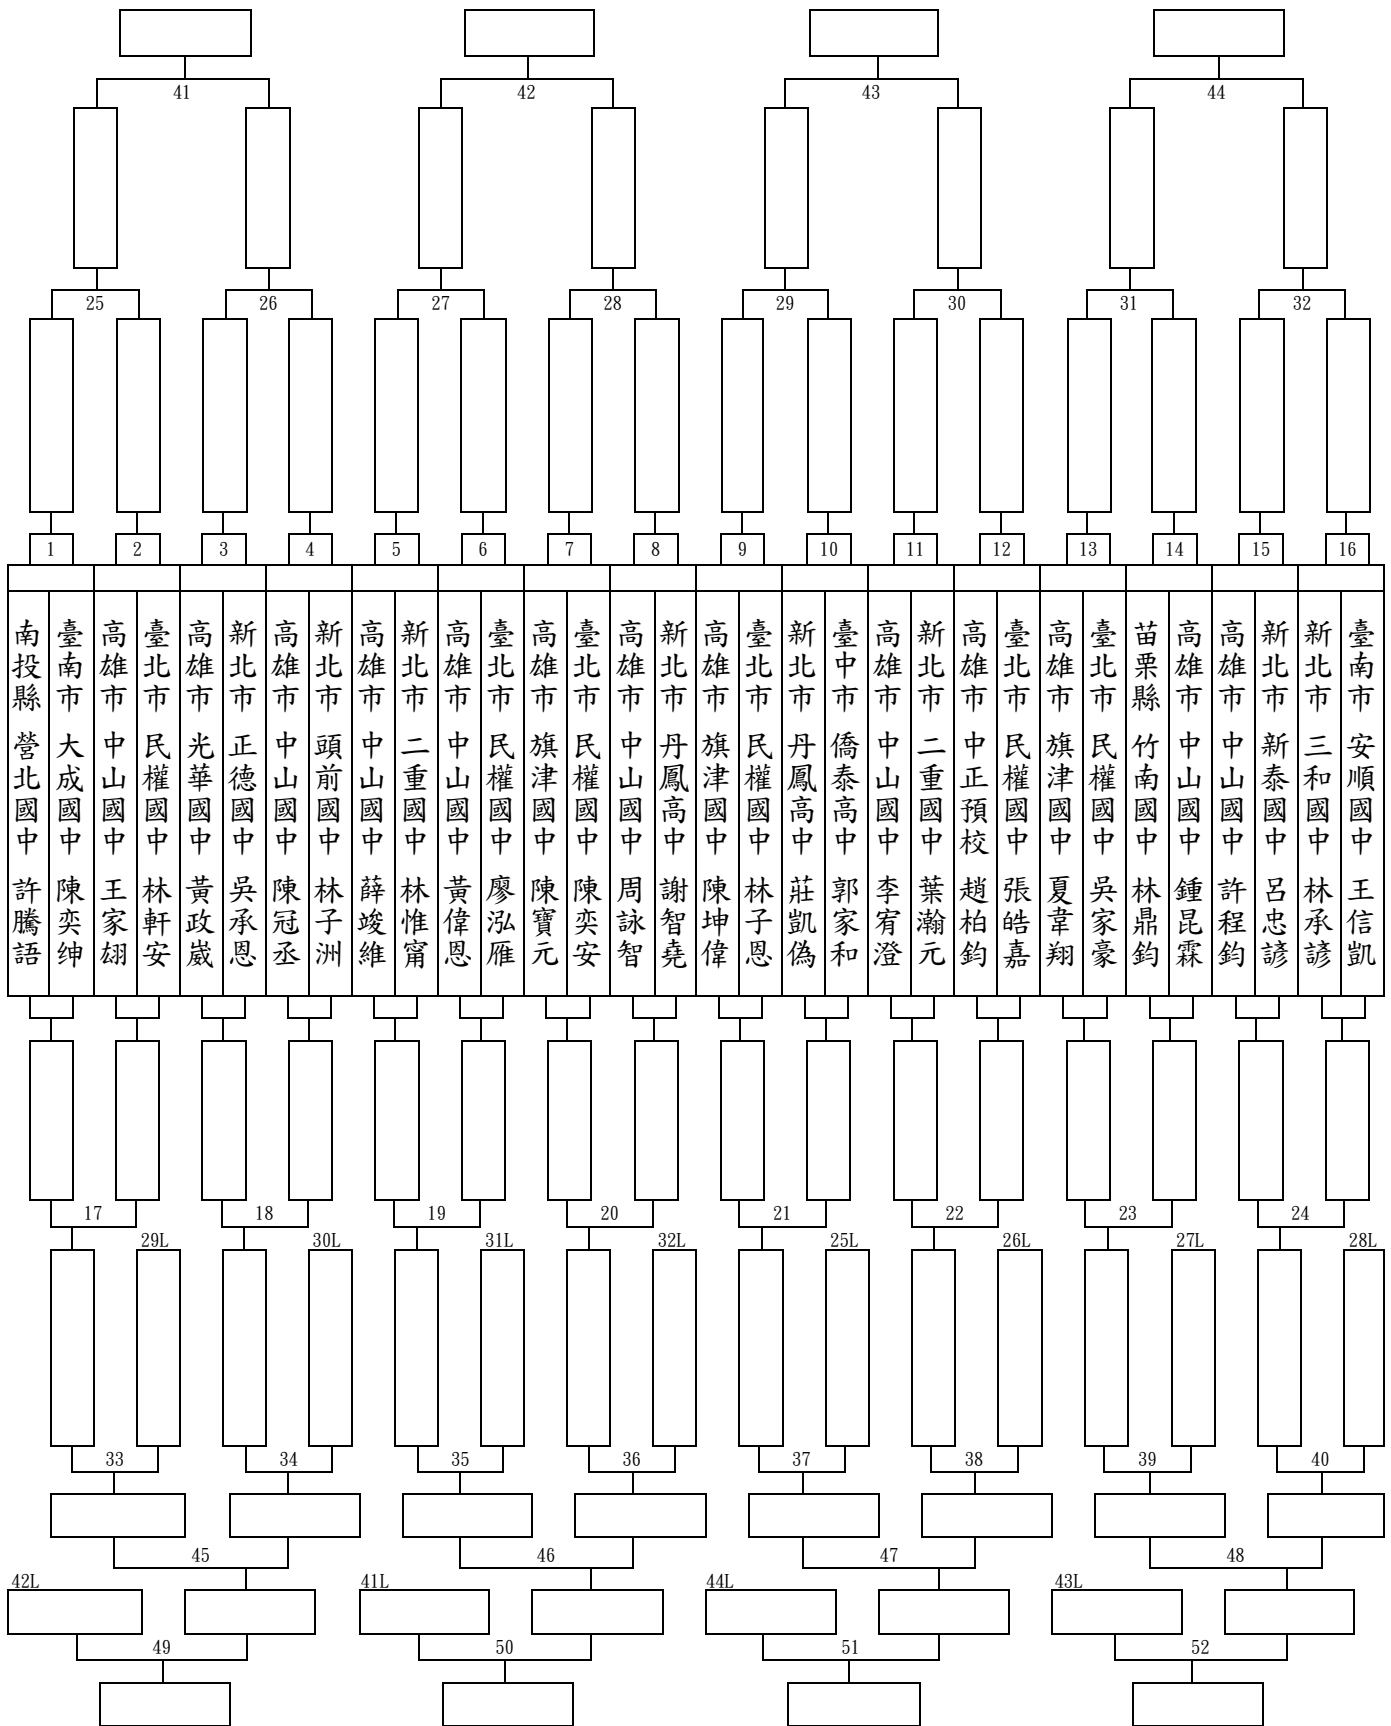 41 42 43 44
25 26 27 28 29 30 31 32
1 2 3 4 5 6 7 8 9 10 11 12 13 14 15 16
南投縣 營北國中 許騰語
臺南市 大成國中 陳奕绅
高雄市 中山國中 王家翃
臺北市 民權國中 林軒安
高雄市 光華國中 黃政崴
新北市 正德國中 吳承恩
高雄市 中山國中 陳冠丞
新北市 頭前國中 林子洲
高雄市 中山國中 薛竣維
新北市 二重國中 林惟甯
高雄市 中山國中 黃偉恩
臺北市 民權國中 廖泓雁
高雄市 旗津國中 陳寶元
臺北市 民權國中 陳奕安
高雄市 中山國中 周詠智
新北市 丹鳳高中 謝智堯
高雄市 旗津國中 陳坤偉
臺北市 民權國中 林子恩
新北市 丹鳳高中 莊凱偽
臺中市 僑泰高中 郭家和
高雄市 中山國中 李宥澄
新北市 二重國中 葉瀚元
高雄市 中正預校 趙柏鈞
臺北市 民權國中 張皓嘉
高雄市 旗津國中 夏韋翔
臺北市 民權國中 吳家豪
苗栗縣 竹南國中 林鼎鈞
高雄市 中山國中 鍾昆霖
高雄市 中山國中 許程鈞
新北市 新泰國中 呂忠諺
新北市 三和國中 林承諺
臺南市 安順國中 王信凱
17 18 19 20 21 22 23 24
29L 30L 31L 32L 25L 26L 27L 28L
33 34 35 36 37 38 39 40
45 46 47 48
42L 41L 44L 43L
49 50 51 52